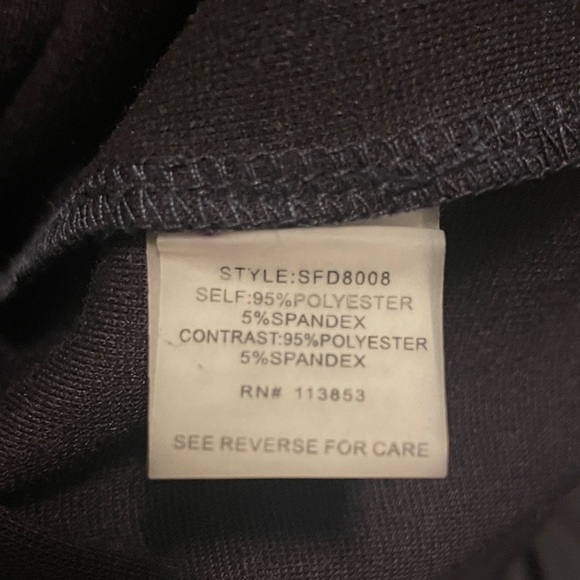 STYLE:SFD8008
SELF:95%POLYESTER
5%SPANDEX
CONTRAST:95%POLYESTER
5%SPANDEX
RN# 113853
SEE REVERSE FOR CARE